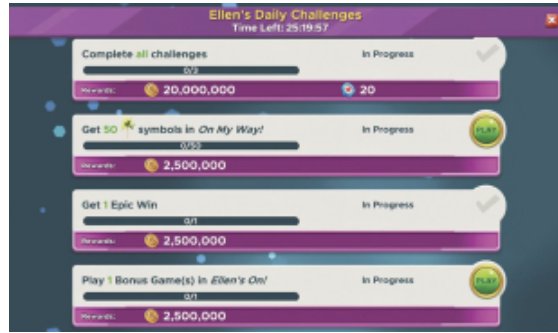 Ellen's Daily Challenges
Time Left: 25:19:57
Complete all challenges In Progress
0/3
Rewards: 20,000,000 20
Get 50 symbols in On My Way! In Progress PLAY
0/50
Rewards: 2,500,000
Get 1 Epic Win In Progress
0/1
Rewards: 2,500,000
Play 1 Bonus Game(s) in Ellen's On! In Progress PLAY
0/1
Rewards: 2,500,000